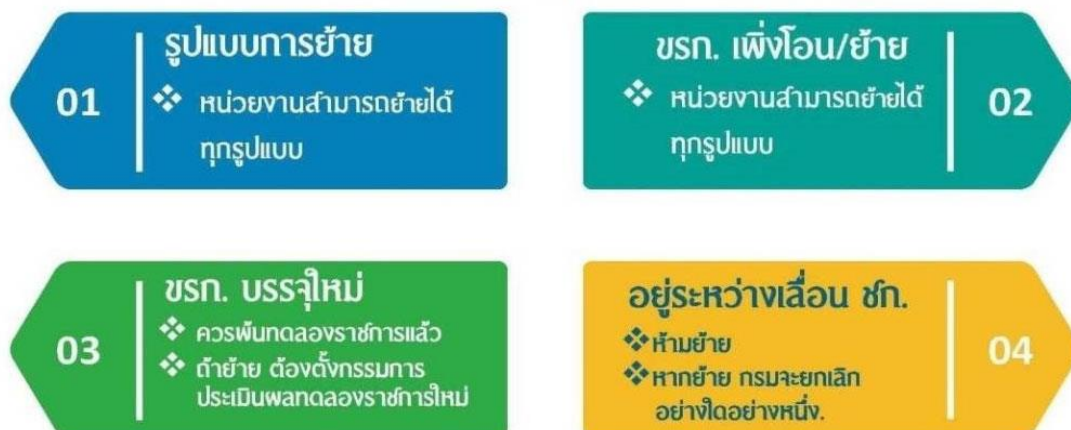 01
รูปแบบการย้าย
❖ หน่วยงานสามารถย้ายได้
ทุกรูปแบบ
ขรก. เพิ่งโอน/ย้าย
❖ หน่วยงานสามารถย้ายได้
ทุกรูปแบบ
02
03
ขรก. บรรจุใหม่
❖ ควรพ้นทดลองราชการแล้ว
❖ ถ้าย้าย ต้องตั้งกรรมการ
ประเมินผลทดลองราชการใหม่
อยู่ระหว่างเลื่อน ชก.
❖ห้ามย้าย
❖หากย้าย กรมจะยกเลิก
อย่างใดอย่างหนึ่ง.
04